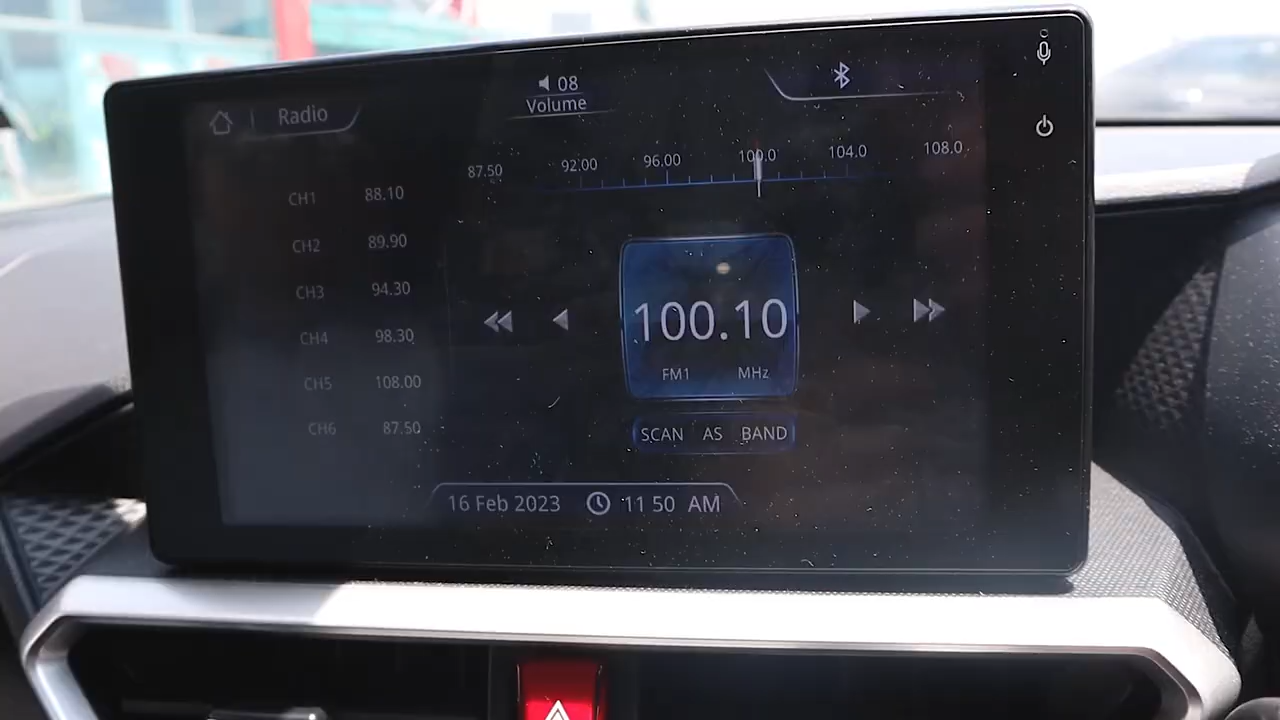 Radio
08
Volume
87.50 92.00 96.00 100.0 104.0 108.0
CH1 88.10
CH2 89.90
CH3 94.30
CH4 98.30
CH5 108.00
CH6 87.50
100.10
FM1 MHz
SCAN AS BAND
16 Feb 2023 11 50 AM